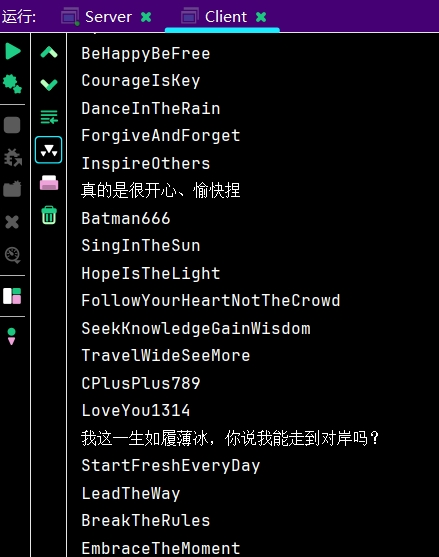 运行: Server Client
BeHappyBeFree
CourageIsKey
DanceInTheRain
ForgiveAndForget
InspireOthers
真的是很开心、愉快捏
Batman666
SingInTheSun
HopeIsTheLight
FollowYourHeartNotTheCrowd
SeekKnowledgeGainWisdom
TravelWideSeeMore
CPlusPlus789
LoveYou1314
我这一生如履薄冰，你说我能走到对岸吗？
StartFreshEveryDay
LeadTheWay
BreakTheRules
EmbraceTheMoment